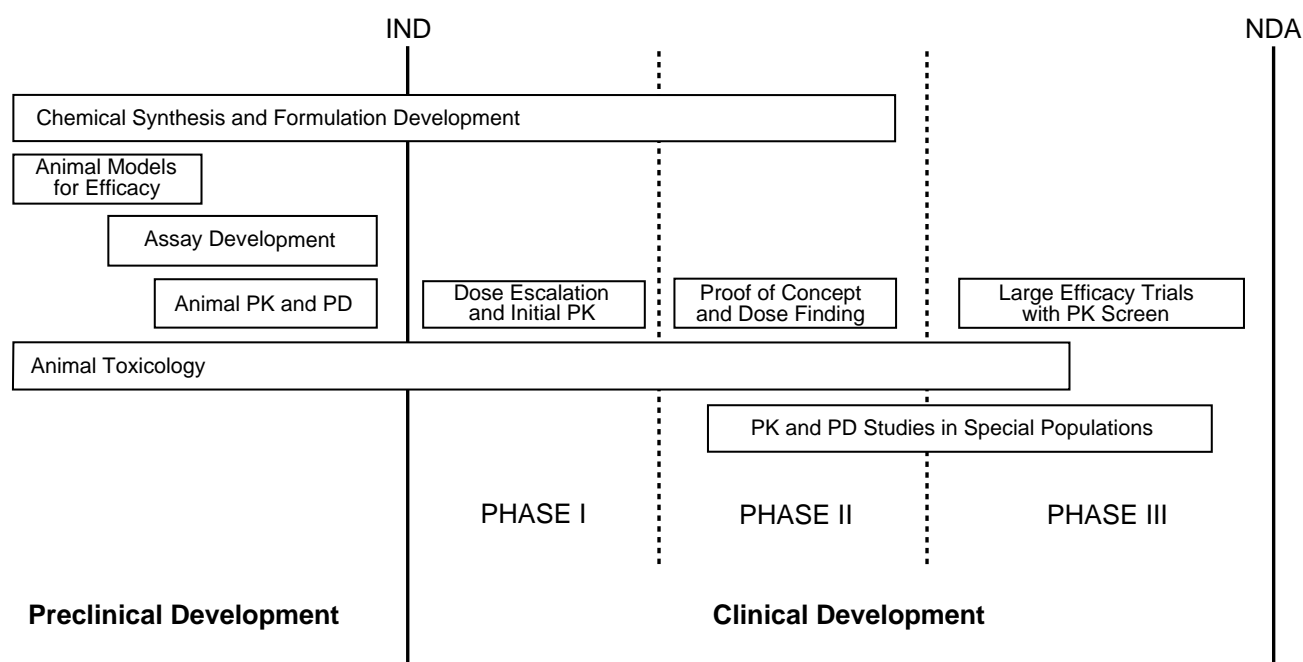 IND
NDA
Chemical Synthesis and Formulation Development
Animal Models
for Efficacy
Assay Development
Animal PK and PD
Dose Escalation
and Initial PK
Proof of Concept
and Dose Finding
Large Efficacy Trials
with PK Screen
Animal Toxicology
PK and PD Studies in Special Populations
PHASE I
PHASE II
PHASE III
Preclinical Development
Clinical Development